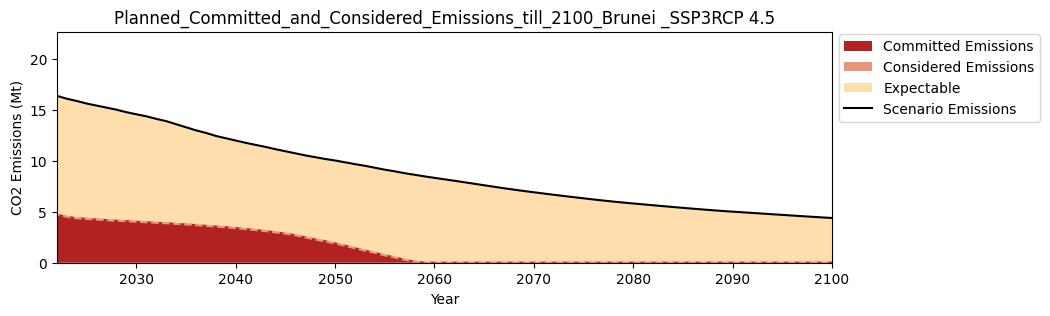 Planned_Committed_and_Considered_Emissions_till_2100_Brunei _SSP3RCP 4.5
Committed Emissions
Considered Emissions
Expectable
Scenario Emissions
CO2 Emissions (Mt)
20
15
10
5
0
2030 2040 2050 2060 2070 2080 2090 2100
Year